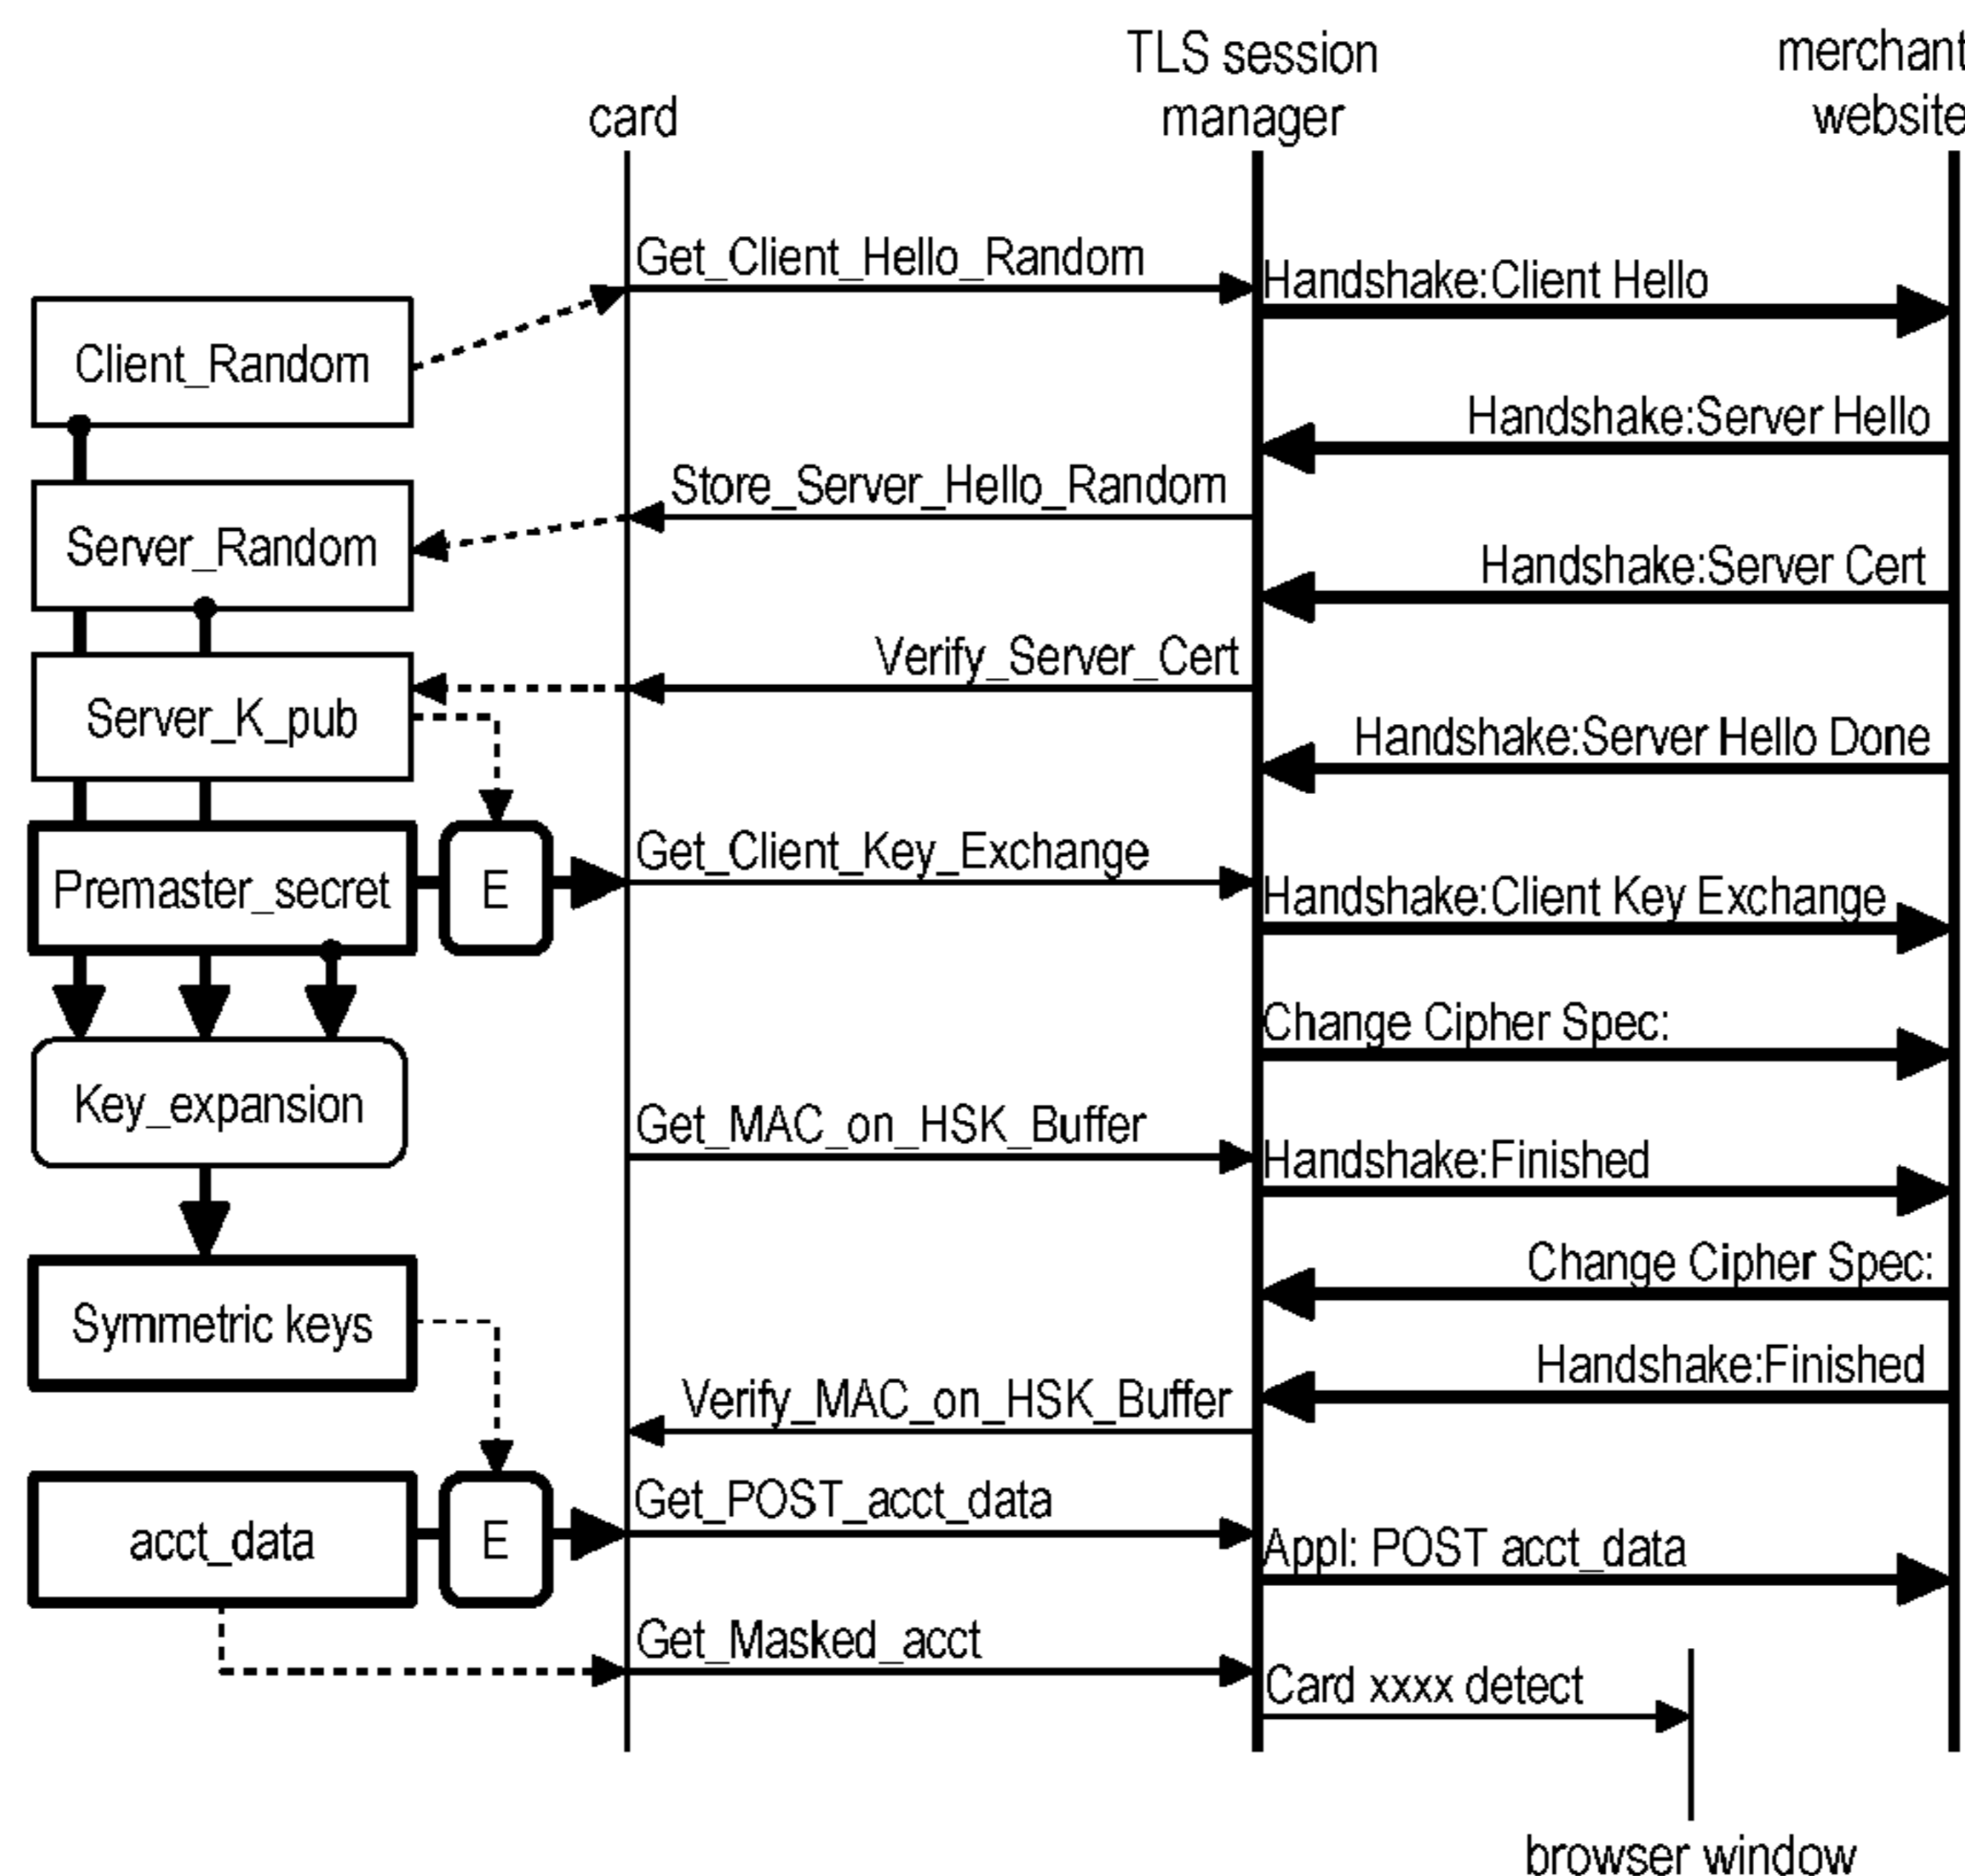 TLS session
manager
merchant
website
card
Get_Client_Hello_Random
Handshake:Client Hello
Client_Random
Handshake:Server Hello
Store_Server_Hello_Random
Server_Random
Handshake:Server Cert
Verify_Server_Cert
Server_K_pub
Handshake:Server Hello Done
Get_Client_Key_Exchange
Premaster_secret
E
Handshake:Client Key Exchange
Change Cipher Spec:
Key_expansion
Get_MAC_on_HSK_Buffer
Handshake:Finished
Change Cipher Spec:
Symmetric keys
Handshake:Finished
Verify_MAC_on_HSK_Buffer
Get_POST_acct_data
acct_data
E
Appl: POST acct_data
Get_Masked_acct
Card xxxx detect
browser window